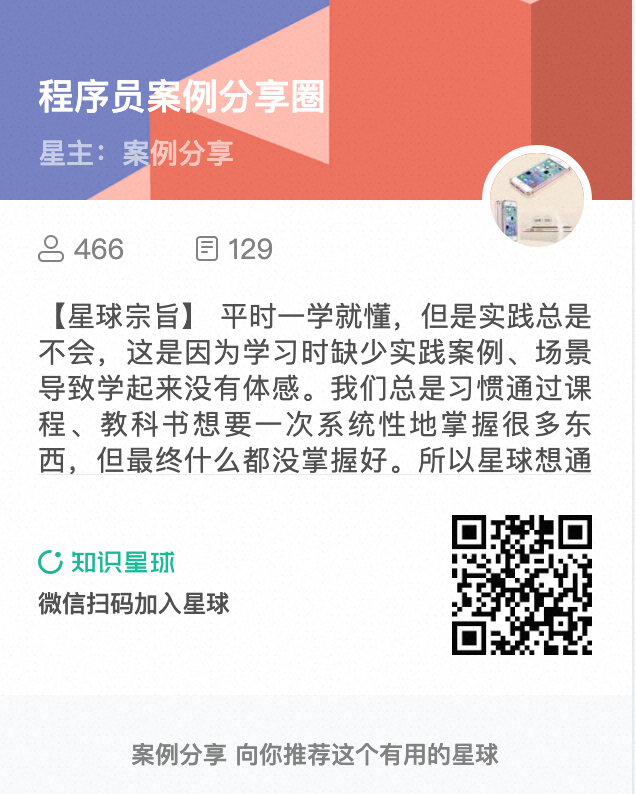 程序员案例分享圈
星主：案例分享
466 129
【星球宗旨】 平时一学就懂，但是实践总是
不会，这是因为学习时缺少实践案例、场景
导致学起来没有体感。我们总是习惯通过课
程、教科书想要一次系统性地掌握很多东
西，但最终什么都没掌握好。所以星球想通
知识星球
微信扫码加入星球
案例分享 向你推荐这个有用的星球